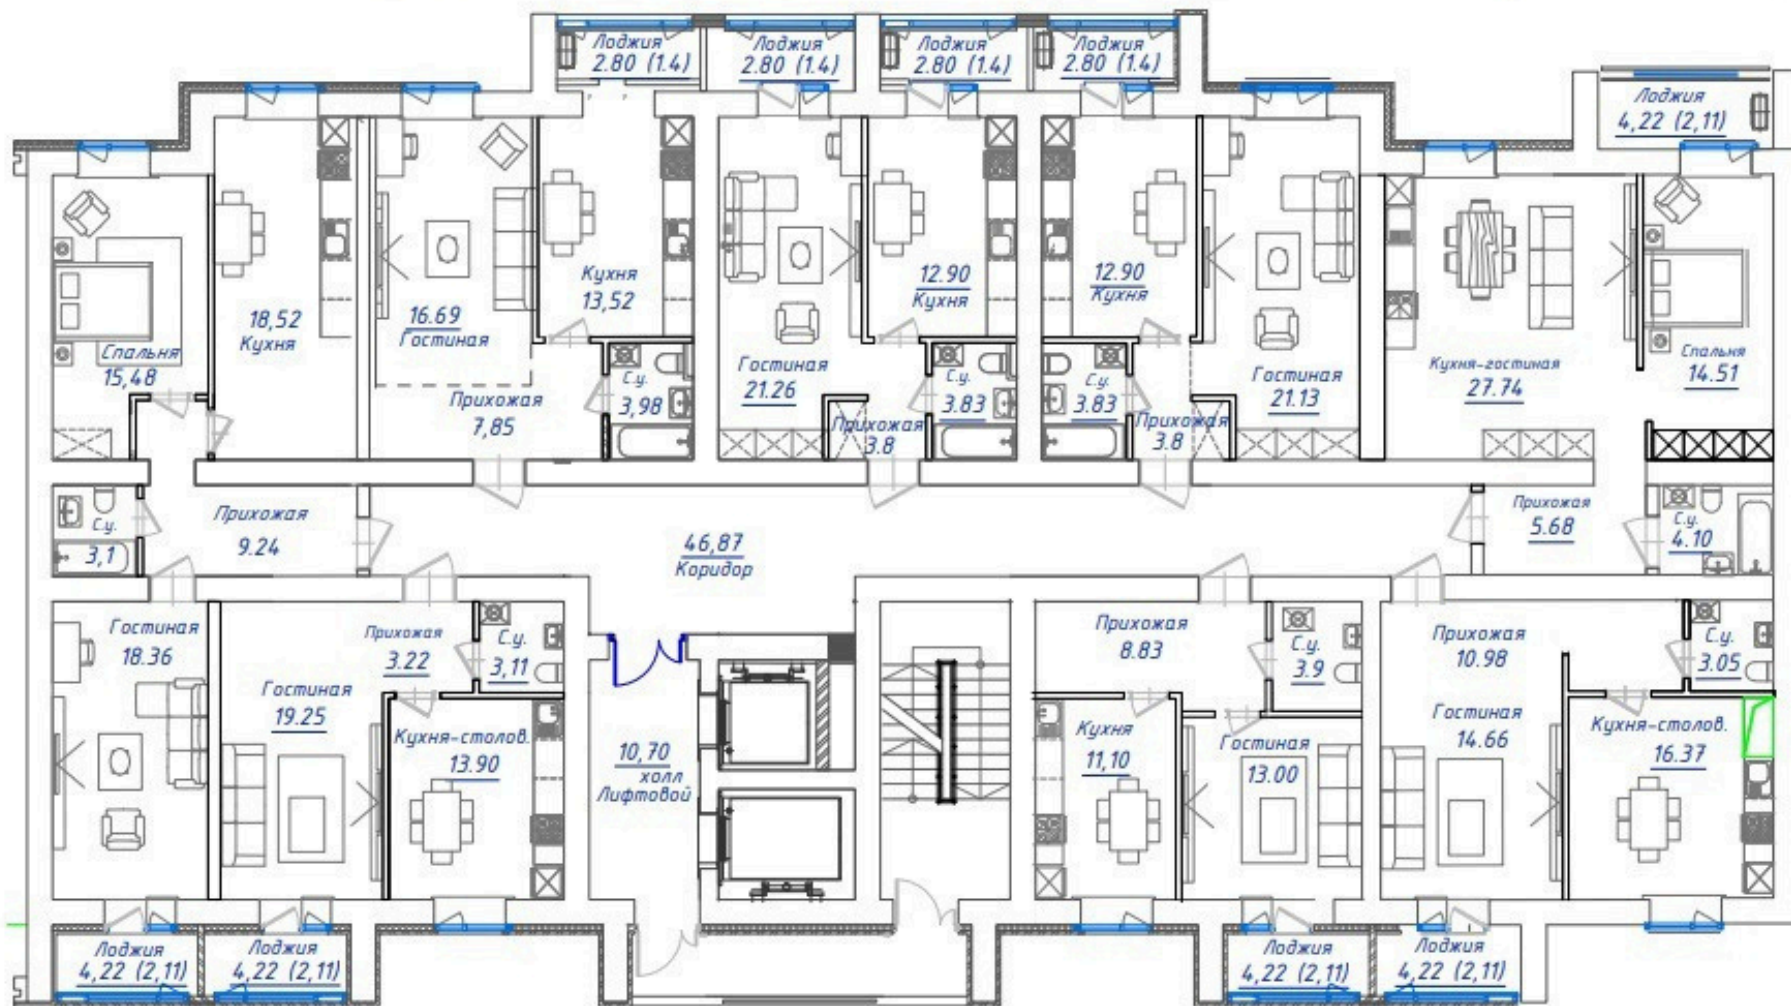 Лоджия
2.80 (1.4)
Лоджия
2.80 (1.4)
Лоджия
2.80 (1.4)
Лоджия
2.80 (1.4)
Лоджия
4,22 (2,11)
Спальня
15,48
18,52
Кухня
16.69
Гостиная
Кухня
13,52
Прихожая
7,85
С.у.
3,98
Гостиная
21.26
12.90
Кухня
Прихожая
3.8
С.у.
3.83
12.90
Кухня
С.у.
3.83
Прихожая
3.8
Гостиная
21.13
Кухня-гостиная
27.74
Спальня
14.51
С.у.
3,1
Прихожая
9.24
46,87
Коридор
Прихожая
5.68
С.у.
4.10
Гостиная
18.36
Гостиная
19.25
Прихожая
3.22
С.у.
3,11
Кухня-столов.
13.90
10,70
холл
Лифтовой
Прихожая
8.83
С.у.
3.9
Кухня
11,10
Гостиная
13.00
Прихожая
10.98
Гостиная
14.66
С.у.
3.05
Кухня-столов.
16.37
Лоджия
4,22 (2,11)
Лоджия
4,22 (2,11)
Лоджия
4,22 (2,11)
Лоджия
4,22 (2,11)